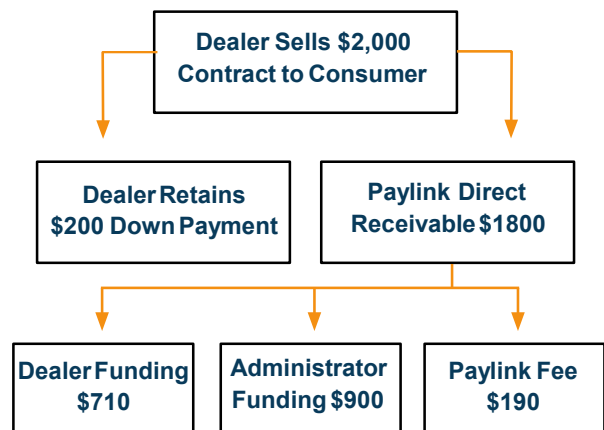 Dealer Sells $2,000
Contract to Consumer
Dealer Retains
$200 Down Payment
Paylink Direct
Receivable $1800
Dealer Funding
$710
Administrator
Funding $900
Paylink Fee
$190